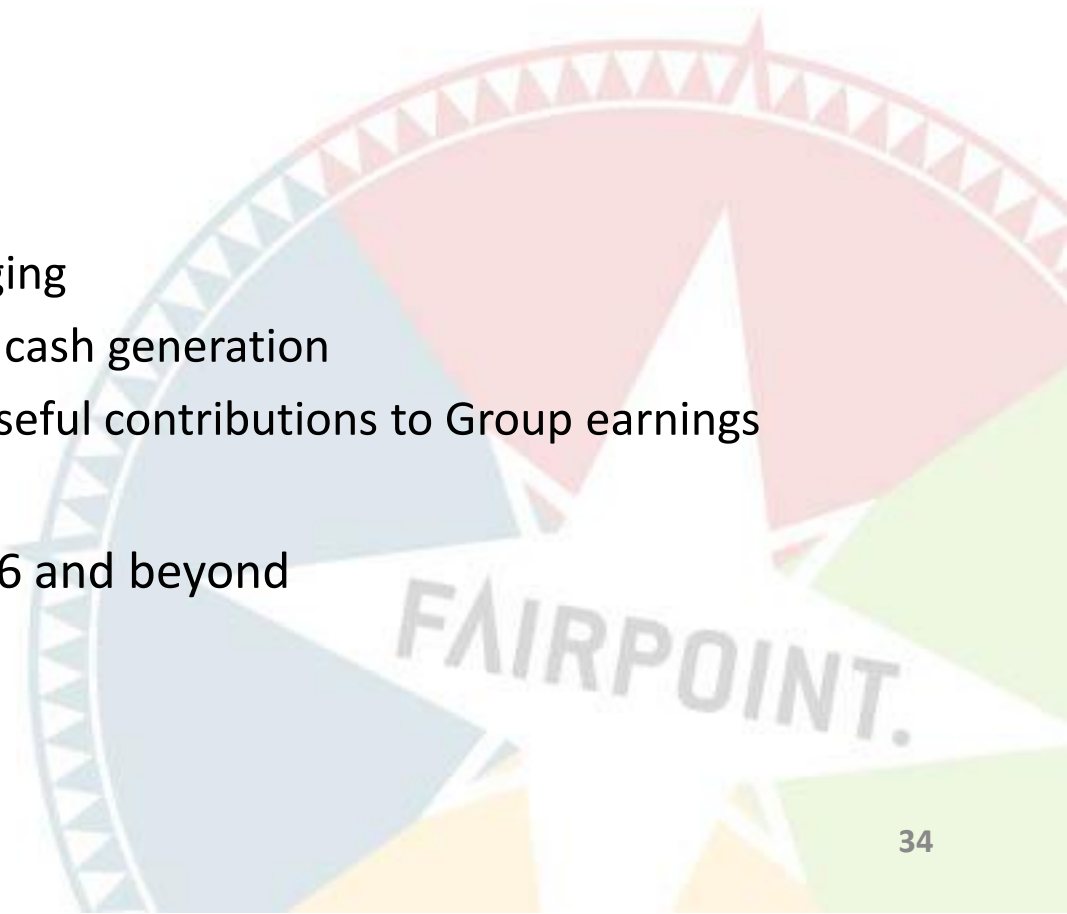 ging
cash generation
seful contributions to Group earnings
6 and beyond
FAIRPOINT.
34